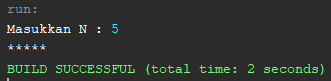 run:
Masukkan N : 5
*****
BUILD SUCCESSFUL (total time: 2 seconds)